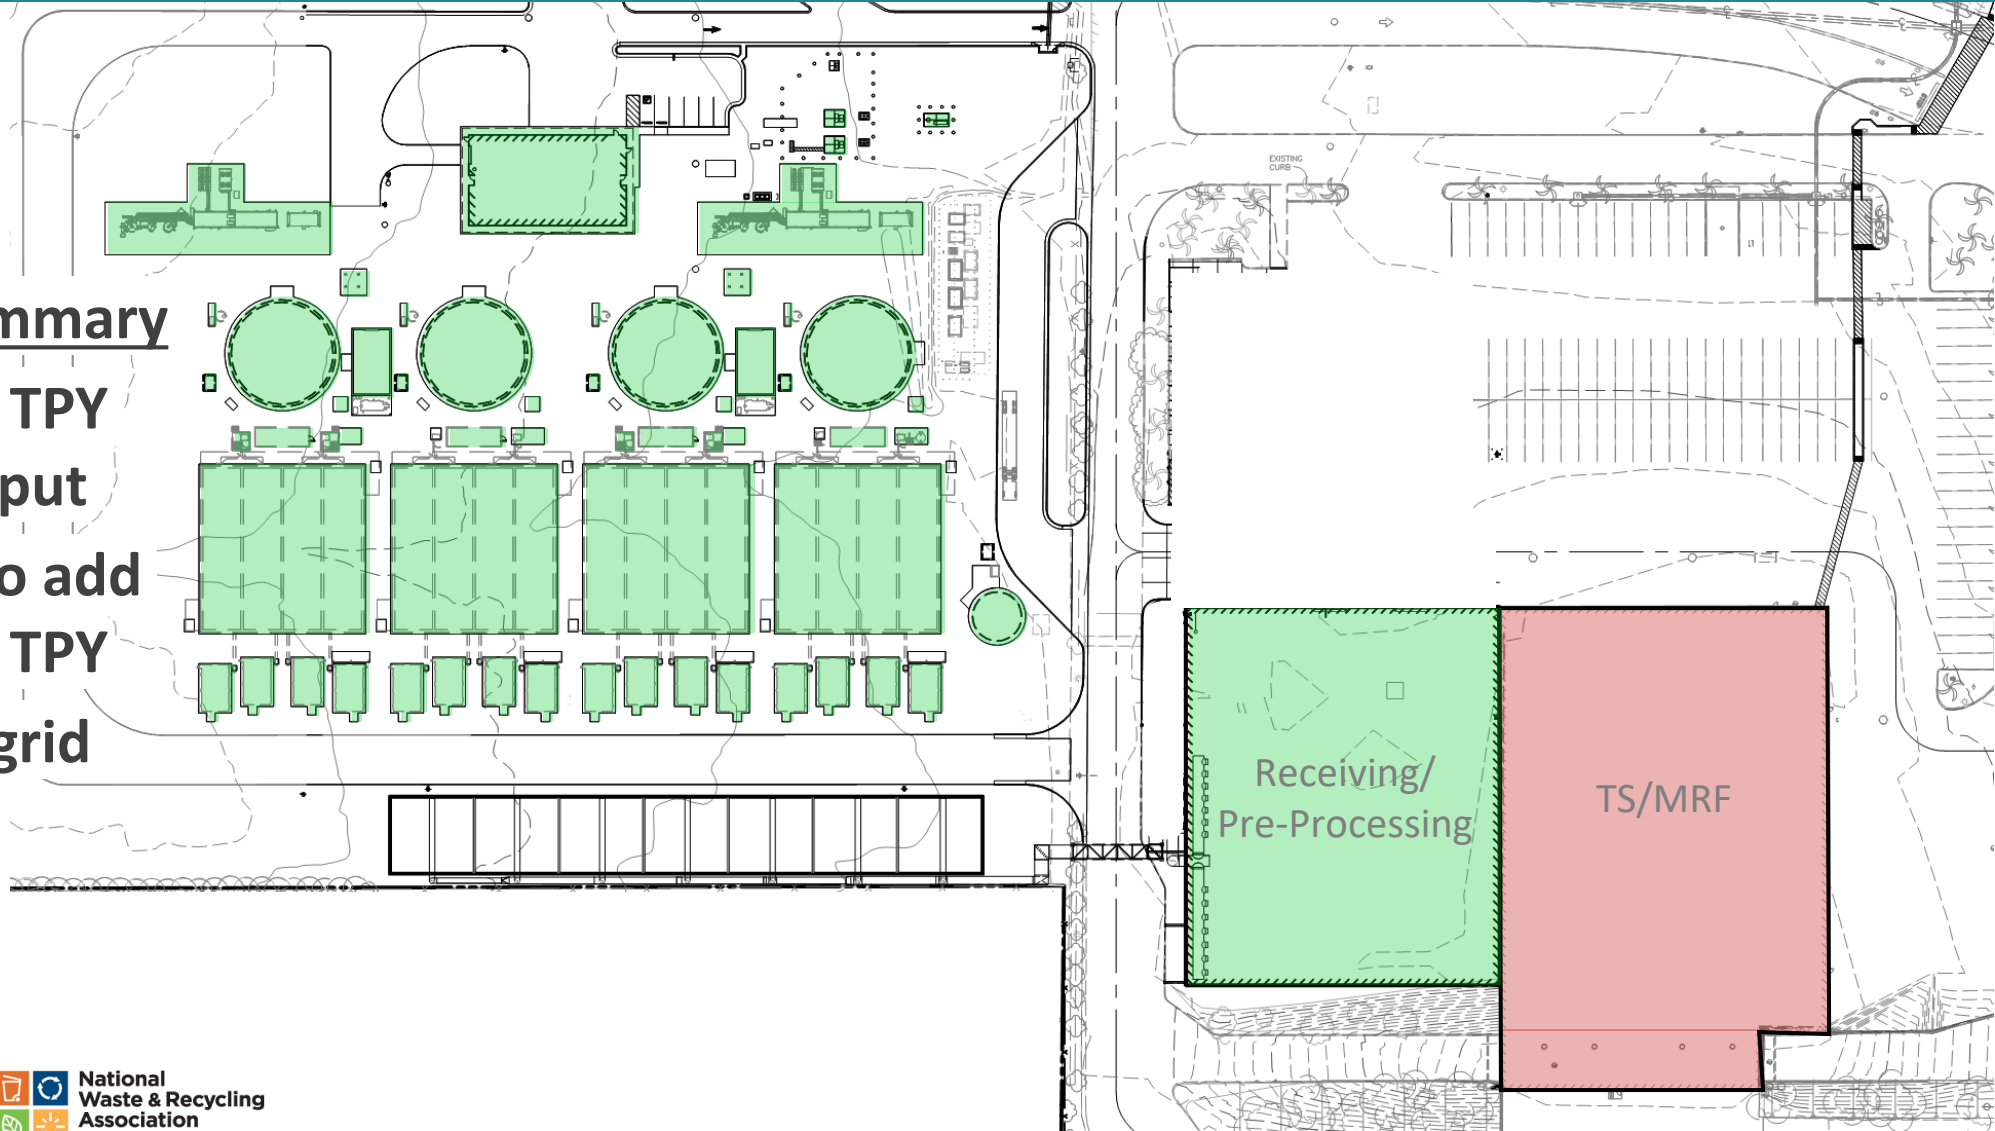 EXISTING
CURB
mmary
TPY
put
o add
TPY
grid
Receiving/
Pre-Processing
TS/MRF
National
Waste & Recycling
Association